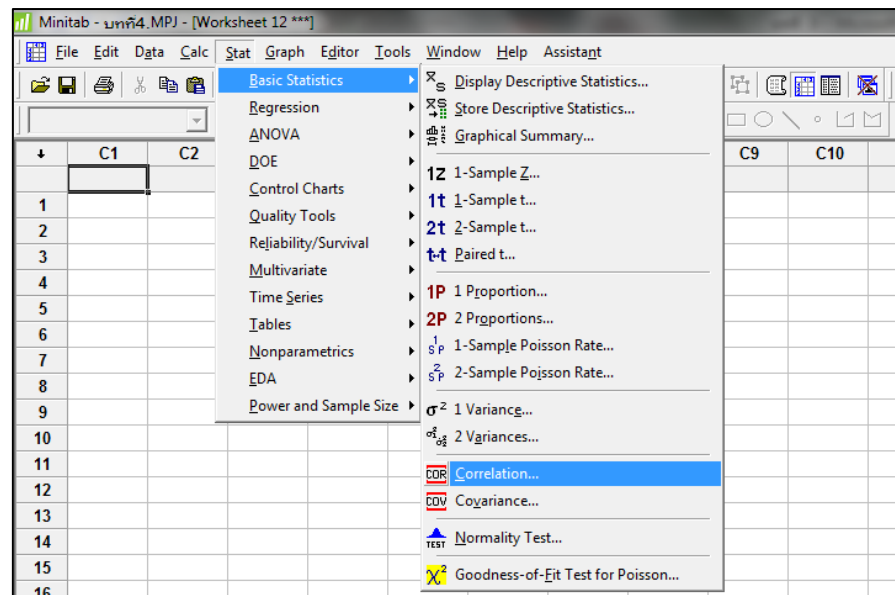 Minitab - บทที่4.MPJ - [Worksheet 12 ***]
File Edit Data Calc Stat Graph Editor Tools Window Help Assistant
Basic Statistics
Regression
ANOVA
DOE
Control Charts
Quality Tools
Reliability/Survival
Multivariate
Time Series
Tables
Nonparametrics
EDA
Power and Sample Size
x̄ s Display Descriptive Statistics...
x̄ s Store Descriptive Statistics...
Graphical Summary...
1Z 1-Sample Z...
1t 1-Sample t...
2t 2-Sample t...
t-t Paired t...
1P 1 Proportion...
2P 2 Proportions...
1 S P 1-Sample Poisson Rate...
2 S P 2-Sample Poisson Rate...
σ² 1 Variance...
σ²₁ σ²₂ 2 Variances...
COR Correlation...
COV Covariance...
TEST Normality Test...
χ² Goodness-of-Fit Test for Poisson...
C1 C2 C9 C10
1
2
3
4
5
6
7
8
9
10
11
12
13
14
15
16